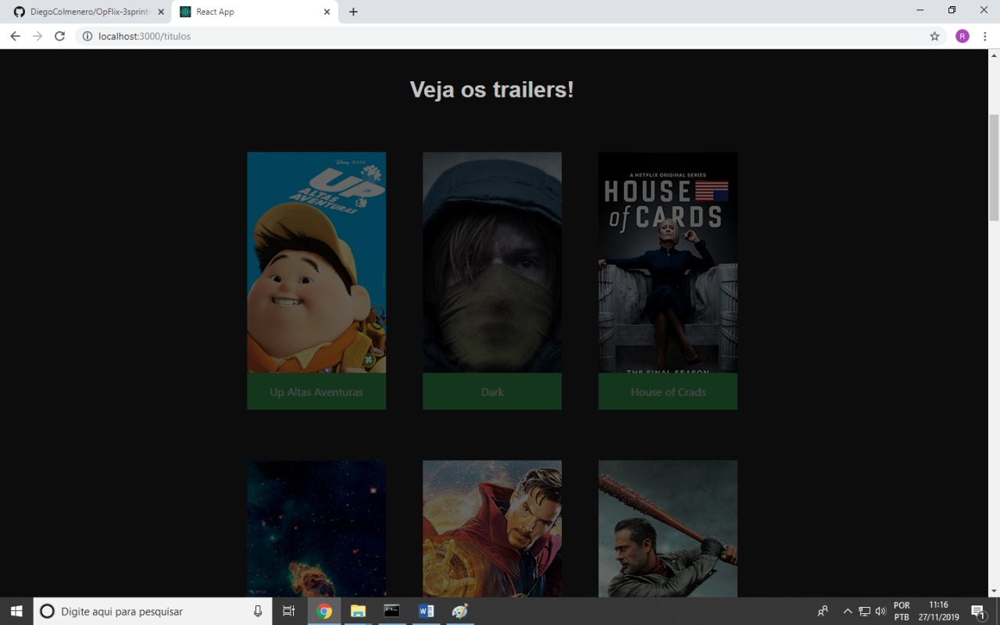 DiegoColmenero/OpFlix-3sprint-
React App
localhost:3000/titulos
R
Veja os trailers!
Disney PIXAR
UP
ALTAS
AVENTURAS
A NETFLIX ORIGINAL SERIES
HOUSE
of CARDS
THE FINAL SEASON
Up Altas Aventuras
Dark
House of Crads
Digite aqui para pesquisar
POR
PTB
11:16
27/11/2019
1